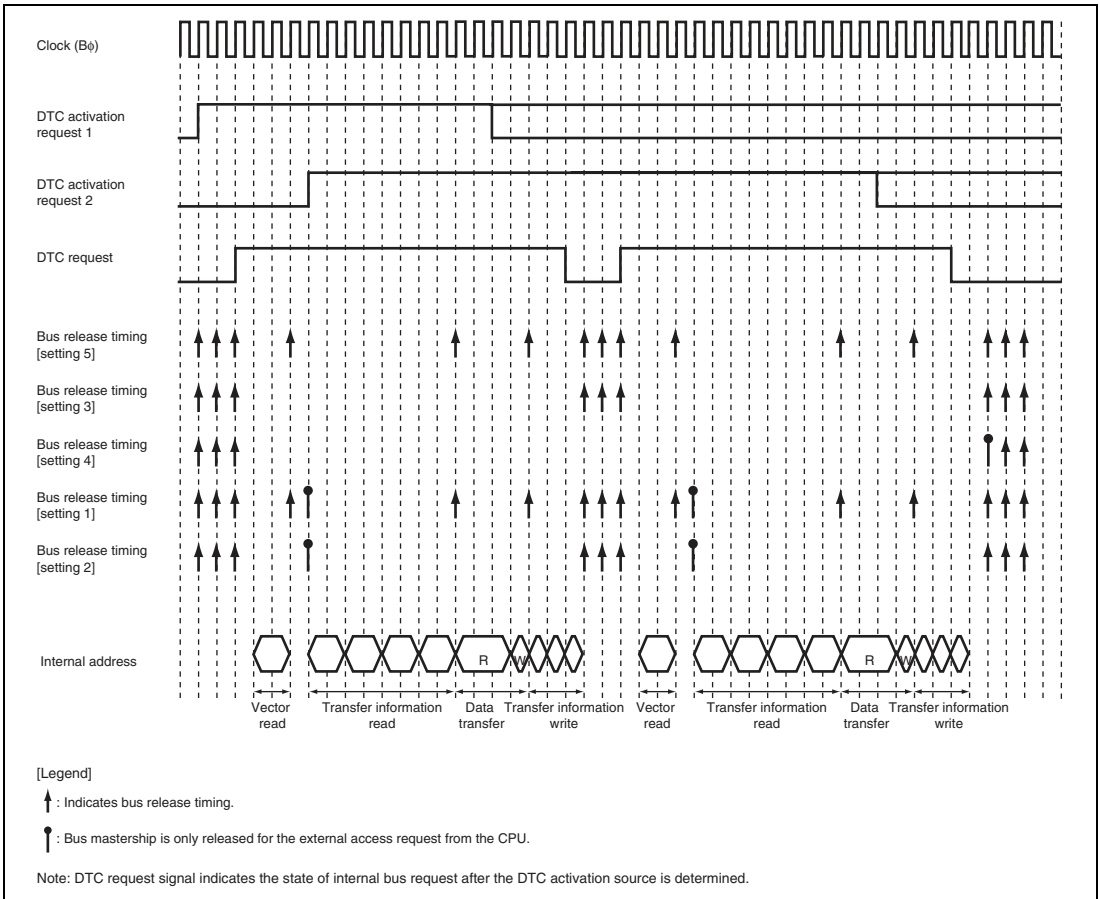 Clock (Bϕ)
DTC activation
request 1
DTC activation
request 2
DTC request
Bus release timing
[setting 5]
Bus release timing
[setting 3]
Bus release timing
[setting 4]
Bus release timing
[setting 1]
Bus release timing
[setting 2]
Internal address
R
W
R
W
Vector
read
Transfer information
read
Data
transfer
Transfer information
write
Vector
read
Transfer information
read
Data
transfer
Transfer information
write
[Legend]
: Indicates bus release timing.
: Bus mastership is only released for the external access request from the CPU.
Note: DTC request signal indicates the state of internal bus request after the DTC activation source is determined.